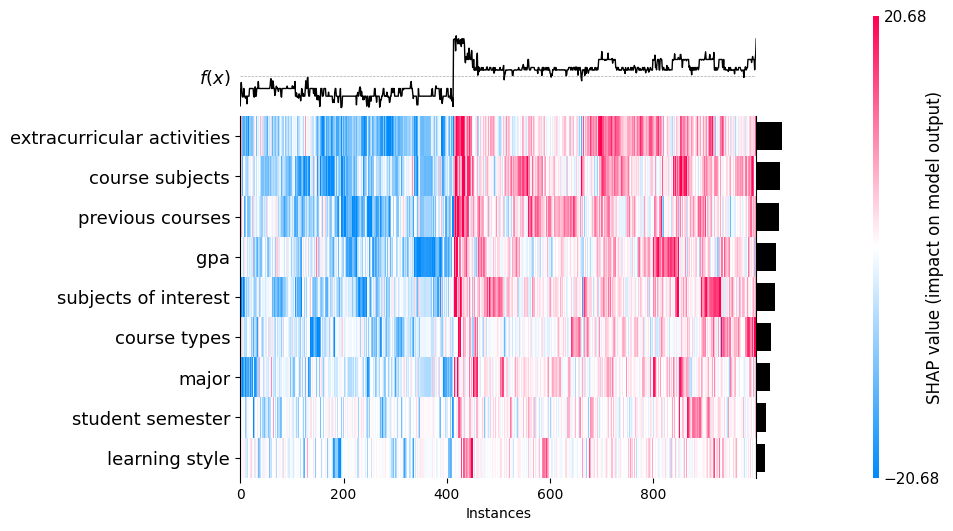 20.68
f(x)
extracurricular activities
course subjects
previous courses
gpa
subjects of interest
course types
major
student semester
learning style
−20.68
0 200 400 600 800
Instances
SHAP value (impact on model output)